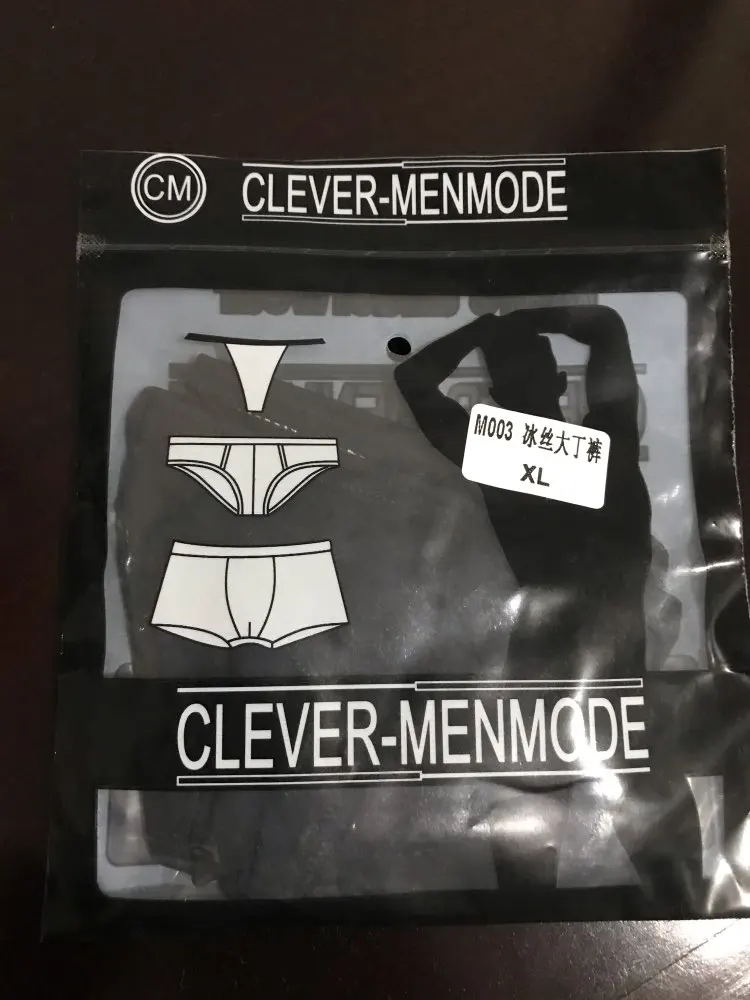 CM
CLEVER-MENMODE
M003 冰丝大丁裤
XL
CLEVER-MENMODE